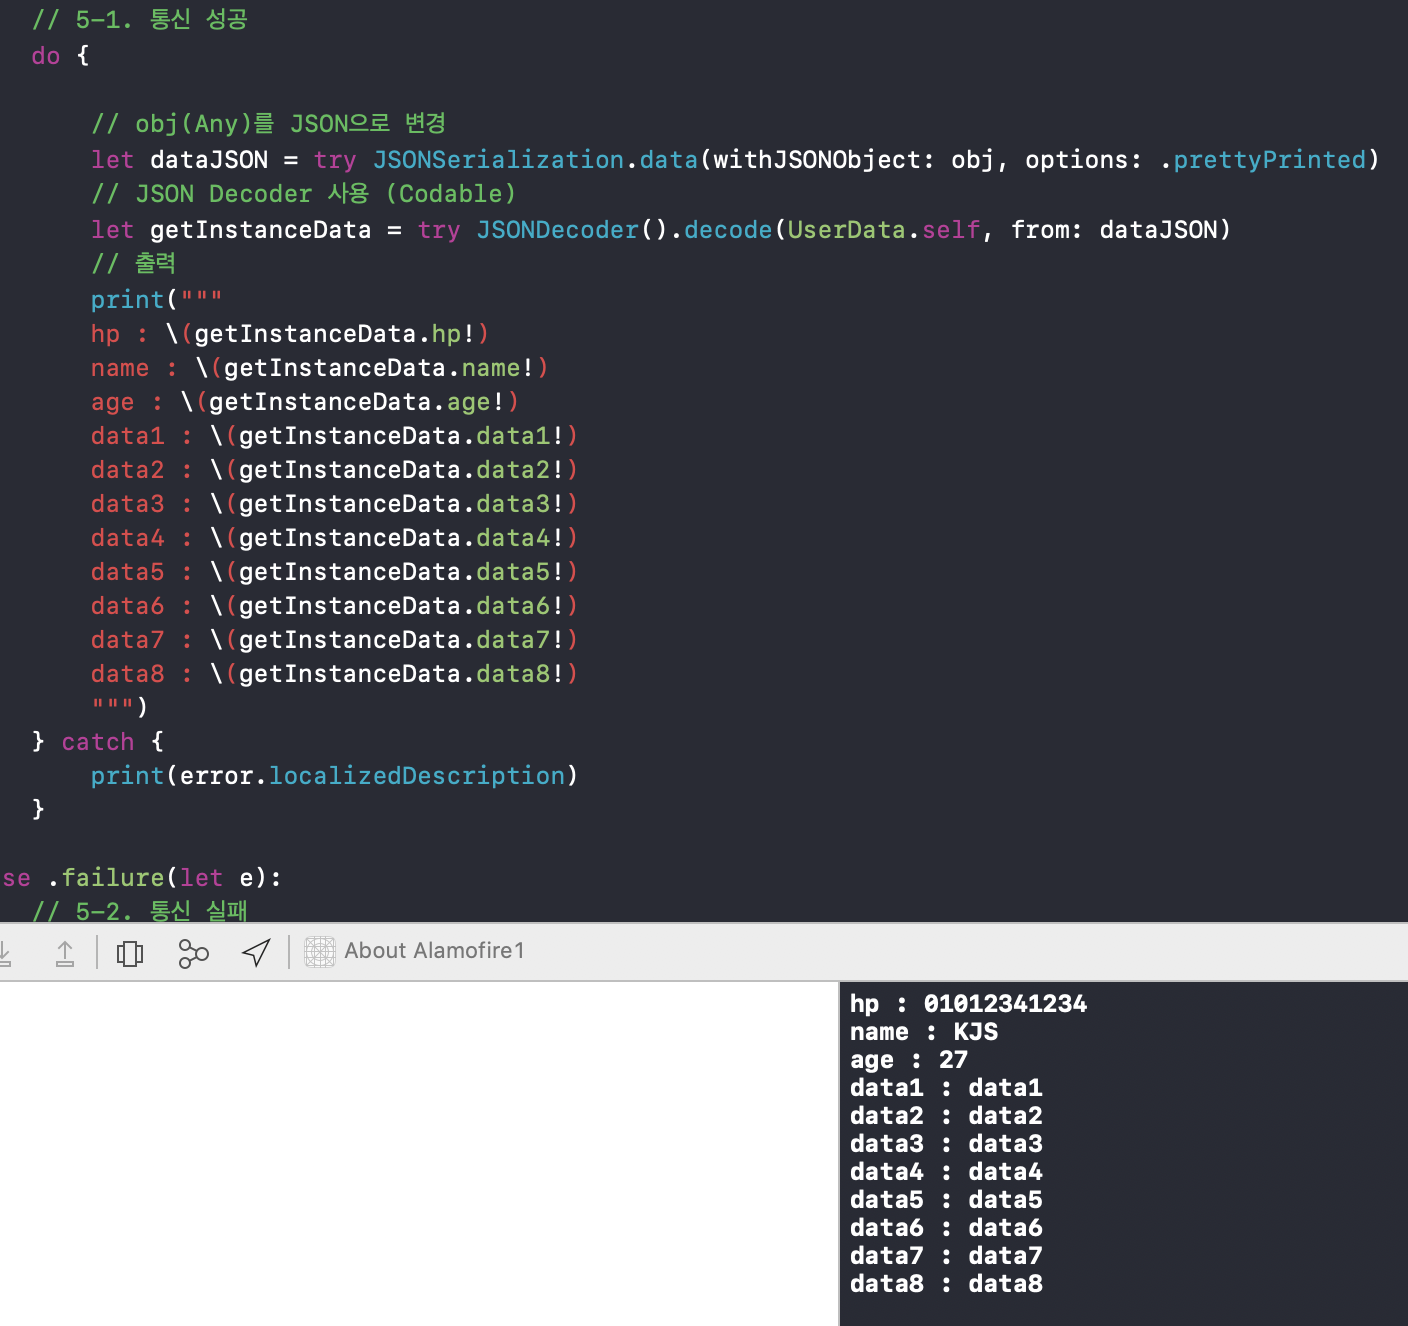 // 5-1. 통신 성공
do {
// obj(Any)를 JSON으로 변경
let dataJSON = try JSONSerialization.data(withJSONObject: obj, options: .prettyPrinted)
// JSON Decoder 사용 (Codable)
let getInstanceData = try JSONDecoder().decode(UserData.self, from: dataJSON)
// 출력
print("""
hp : \(getInstanceData.hp!)
name : \(getInstanceData.name!)
age : \(getInstanceData.age!)
data1 : \(getInstanceData.data1!)
data2 : \(getInstanceData.data2!)
data3 : \(getInstanceData.data3!)
data4 : \(getInstanceData.data4!)
data5 : \(getInstanceData.data5!)
data6 : \(getInstanceData.data6!)
data7 : \(getInstanceData.data7!)
data8 : \(getInstanceData.data8!)
""")
} catch {
print(error.localizedDescription)
}
se .failure(let e):
// 5-2. 통신 실패
About Alamofire1
hp : 01012341234
name : KJS
age : 27
data1 : data1
data2 : data2
data3 : data3
data4 : data4
data5 : data5
data6 : data6
data7 : data7
data8 : data8